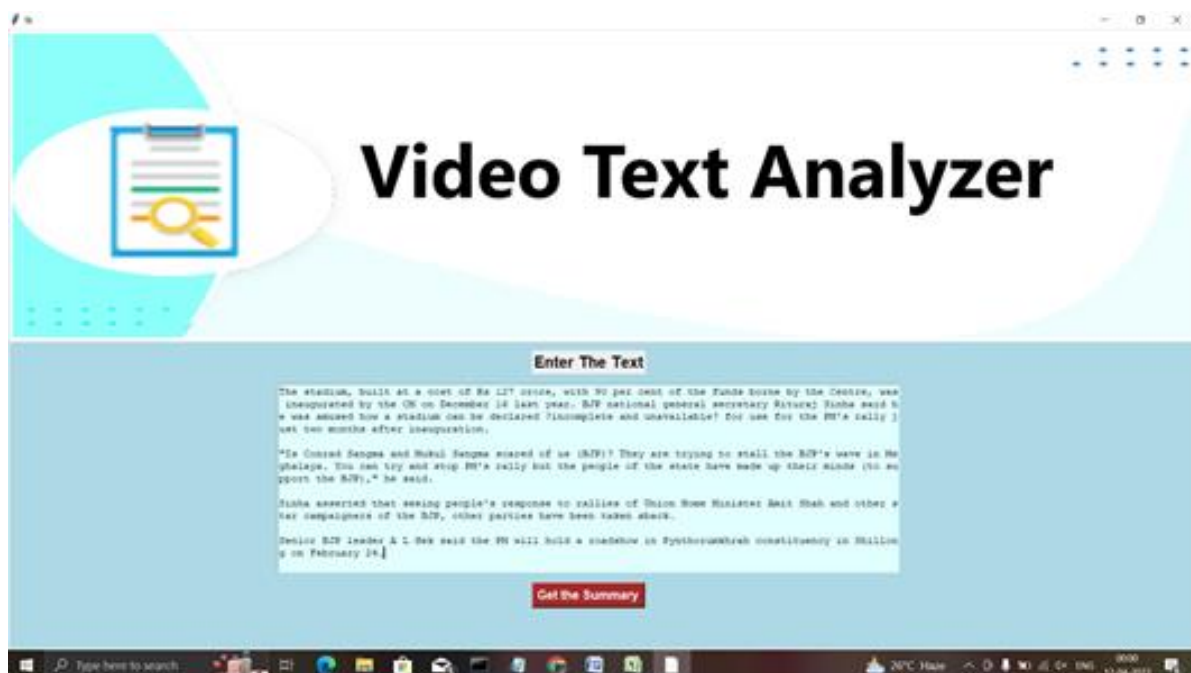 Video Text Analyzer
Enter The Text
The stadium, built at a cost of Rs 127 crore, with 90 per cent of the funds borne by the Centre, was
inaugurated by the CM on December 16 last year. BJP national general secretary Rituraj Sinha said h
e was amused how a stadium can be declared ?incomplete and unavailable? for use for the PM's rally j
ust two months after inauguration.
"Is Conrad Sangma and Mukul Sangma scared of us (BJP)? They are trying to stall the BJP's wave in Me
ghalaya. You can try and stop PM's rally but the people of the state have made up their minds (to su
pport the BJP)," he said.
Sinha asserted that seeing people's response to rallies of Union Home Minister Amit Shah and other s
tar campaigners of the BJP, other parties have been taken aback.
Senior BJP leader A L Hek said the PM will hold a roadshow in Pynthorumkhrah constituency in Shillon
g on February 24.
Get the Summary
Type here to search
26°C Haze
ENG
00:00